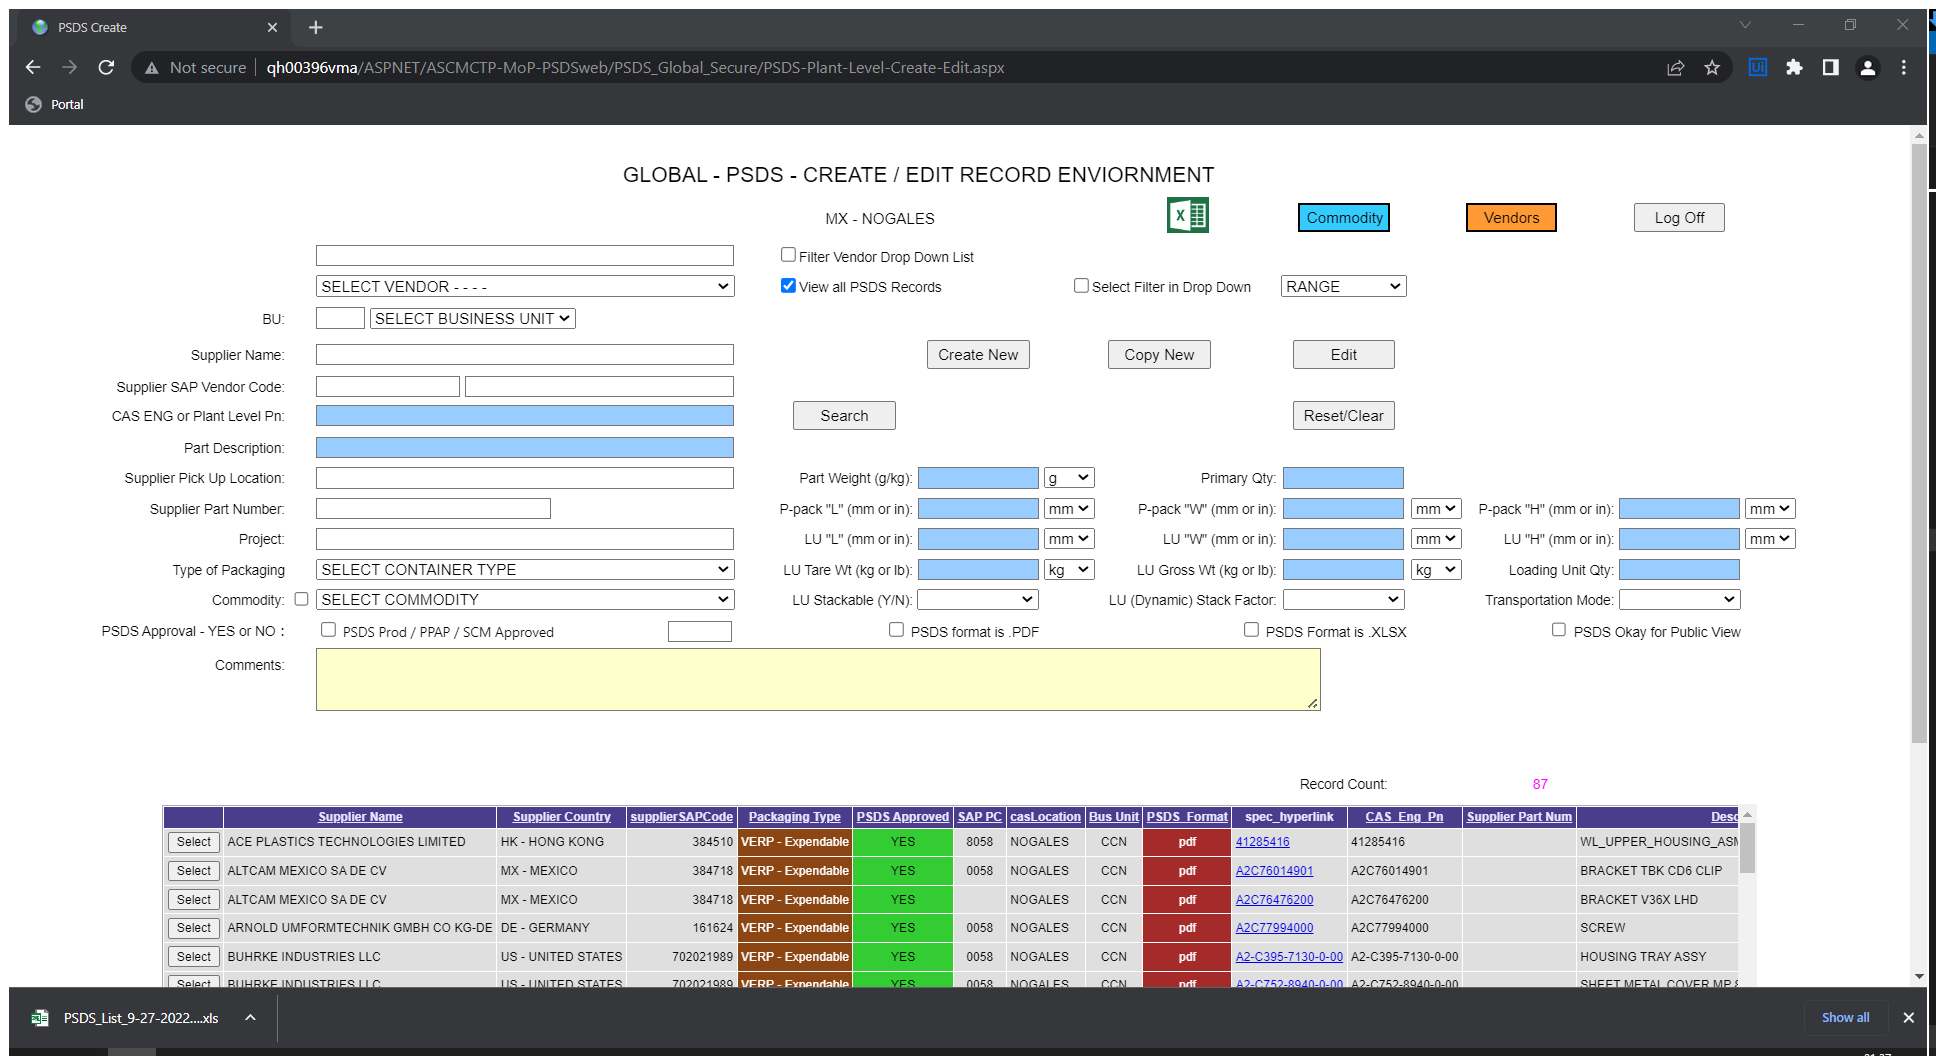 PSDS Create
Not secure qh00396vma/ASPNET/ASCMCTP-MoP-PSDSweb/PSDS_Global_Secure/PSDS-Plant-Level-Create-Edit.aspx
Portal
GLOBAL - PSDS - CREATE / EDIT RECORD ENVIORNMENT
MX - NOGALES X Commodity Vendors Log Off
Filter Vendor Drop Down List
SELECT VENDOR - - - - View all PSDS Records Select Filter in Drop Down RANGE
BU: SELECT BUSINESS UNIT
Supplier Name: Create New Copy New Edit
Supplier SAP Vendor Code:
CAS ENG or Plant Level Pn: Search Reset/Clear
Part Description:
Supplier Pick Up Location: Part Weight (g/kg): g Primary Qty:
Supplier Part Number: P-pack "L" (mm or in): mm P-pack "W" (mm or in): mm P-pack "H" (mm or in): mm
Project: LU "L" (mm or in): mm LU "W" (mm or in): mm LU "H" (mm or in): mm
Type of Packaging SELECT CONTAINER TYPE LU Tare Wt (kg or lb): kg LU Gross Wt (kg or lb): kg Loading Unit Qty:
Commodity: SELECT COMMODITY LU Stackable (Y/N): LU (Dynamic) Stack Factor: Transportation Mode:
PSDS Approval - YES or NO : PSDS Prod / PPAP / SCM Approved PSDS format is .PDF PSDS Format is .XLSX PSDS Okay for Public View
Comments:
Record Count: 87
Supplier Name Supplier Country supplierSAPCode Packaging Type PSDS Approved SAP PC casLocation Bus Unit PSDS_Format spec_hyperlink CAS_Eng_Pn Supplier Part Num Desc
Select ACE PLASTICS TECHNOLOGIES LIMITED HK - HONG KONG 384510 VERP - Expendable YES 8058 NOGALES CCN pdf 41285416 41285416 WL_UPPER_HOUSING_ASM
Select ALTCAM MEXICO SA DE CV MX - MEXICO 384718 VERP - Expendable YES 0058 NOGALES CCN pdf A2C76014901 A2C76014901 BRACKET TBK CD6 CLIP
Select ALTCAM MEXICO SA DE CV MX - MEXICO 384718 VERP - Expendable YES NOGALES CCN pdf A2C76476200 A2C76476200 BRACKET V36X LHD
Select ARNOLD UMFORMTECHNIK GMBH CO KG-DE DE - GERMANY 161624 VERP - Expendable YES 0058 NOGALES CCN pdf A2C77994000 A2C77994000 SCREW
Select BUHRKE INDUSTRIES LLC US - UNITED STATES 702021989 VERP - Expendable YES 0058 NOGALES CCN pdf A2-C395-7130-0-00 A2-C395-7130-0-00 HOUSING TRAY ASSY
Select BUHRKE INDUSTRIES LLC US - UNITED STATES 702021989 VERP - Expendable YES 0058 NOGALES CCN pdf A2-C752-8940-0-00 A2-C752-8940-0-00 SHEET METAL COVER MP
PSDS_List_9-27-2022....xls Show all